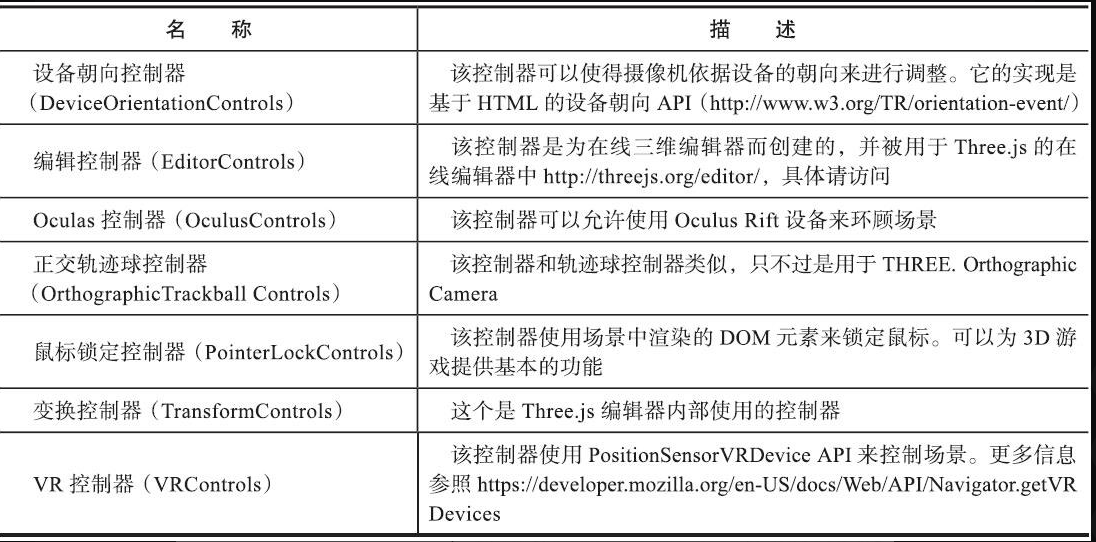 名 称
描 述
设备朝向控制器
（DeviceOrientationControls）
该控制器可以使得摄像机依据设备的朝向来进行调整。它的实现是
基于 HTML 的设备朝向 API（http://www.w3.org/TR/orientation-event/）
编辑控制器（EditorControls）
该控制器是为在线三维编辑器而创建的，并被用于 Three.js 的在
线编辑器中 http://threejs.org/editor/，具体请访问
Oculas 控制器（OculusControls）
该控制器可以允许使用 Oculus Rift 设备来环顾场景
正交轨迹球控制器
（OrthographicTrackball Controls）
该控制器和轨迹球控制器类似，只不过是用于 THREE. Orthographic
Camera
鼠标锁定控制器（PointerLockControls）
该控制器使用场景中渲染的 DOM 元素来锁定鼠标。可以为 3D 游
戏提供基本的功能
变换控制器（TransformControls）
这个是 Three.js 编辑器内部使用的控制器
VR 控制器（VRControls）
该控制器使用 PositionSensorVRDevice API 来控制场景。更多信息
参照 https://developer.mozilla.org/en-US/docs/Web/API/Navigator.getVR
Devices